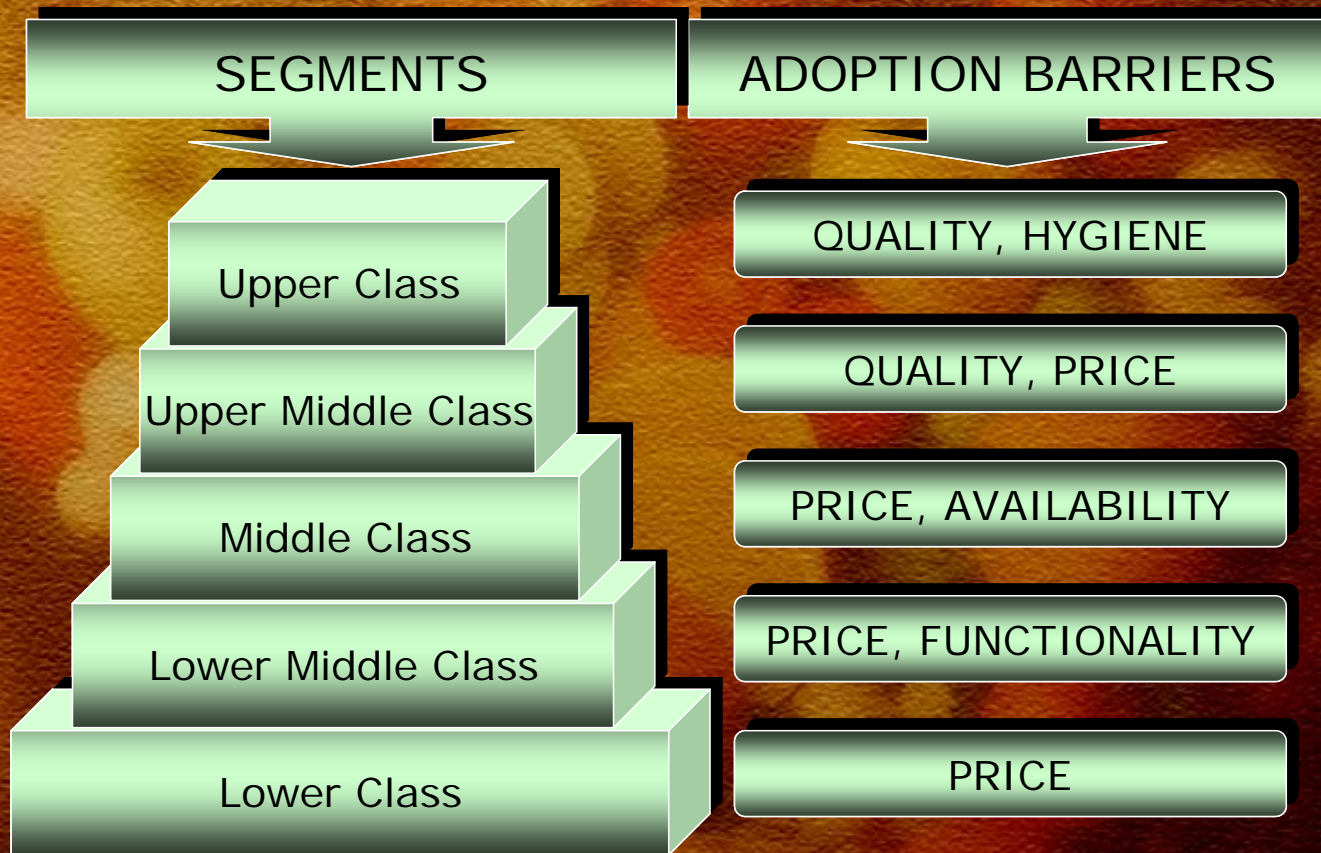 SEGMENTS
ADOPTION BARRIERS
Upper Class
QUALITY, HYGIENE
Upper Middle Class
QUALITY, PRICE
Middle Class
PRICE, AVAILABILITY
Lower Middle Class
PRICE, FUNCTIONALITY
Lower Class
PRICE